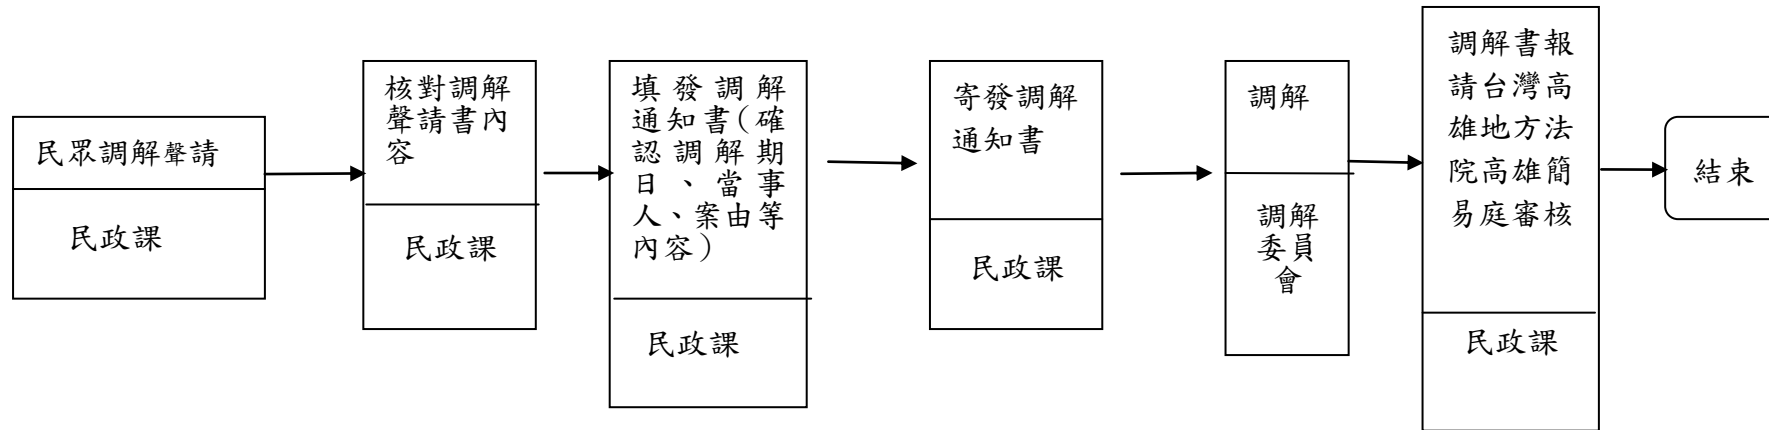 民眾調解聲請
民政課
核對調解
聲請書內
容
民政課
填發調解
通知書(確
認調解期
日、當事
人、案由等
內容)
民政課
寄發調解
通知書
民政課
調解
調解
委員
會
調解書報
請台灣高
雄地方法
院高雄簡
易庭審核
民政課
結束